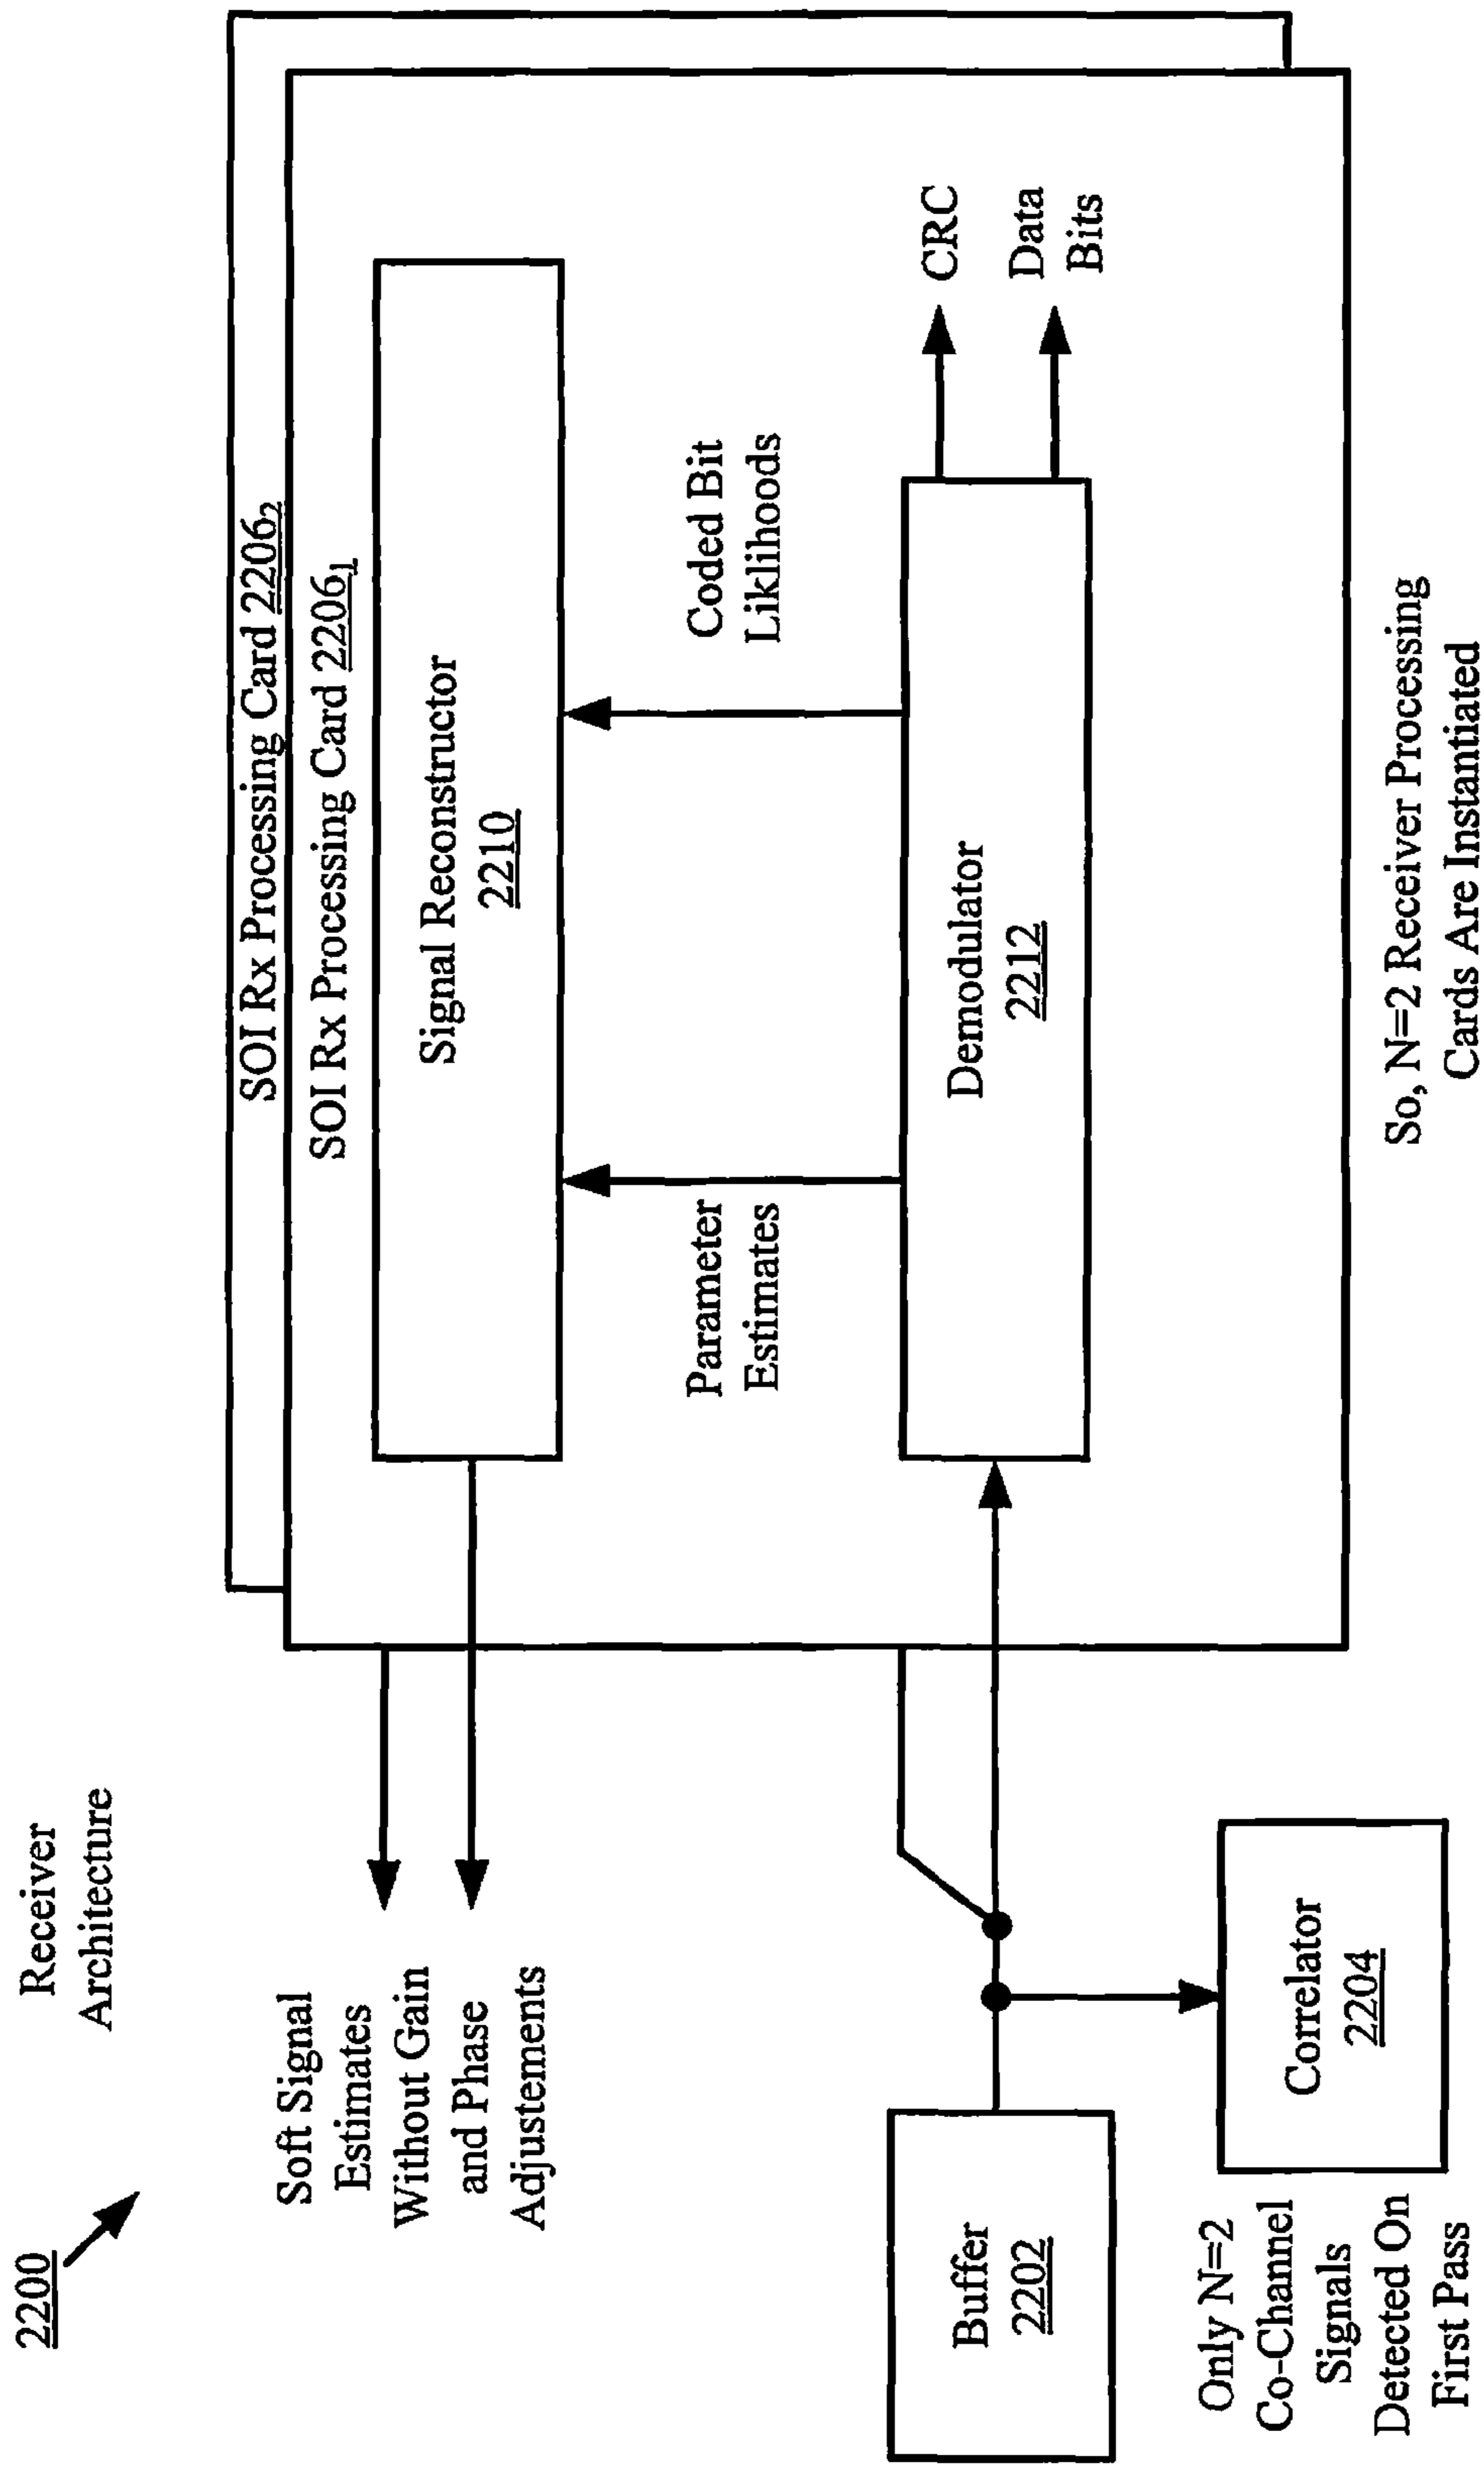 2200
Receiver
Architecture
SOI Rx Processing Card 2206₂
SOI Rx Processing Card 2206₁
Signal Reconstructor
2210
Soft Signal
Estimates
Without Gain
and Phase
Adjustements
Parameter
Estimates
Coded Bit
Liklihoods
CRC
Data
Bits
Demodulator
2212
Buffer
2202
Correlator
2204
Only N=2
Co-Channel
Signals
Detected On
First Pass
So, N=2 Receiver Processing
Cards Are Instantiated